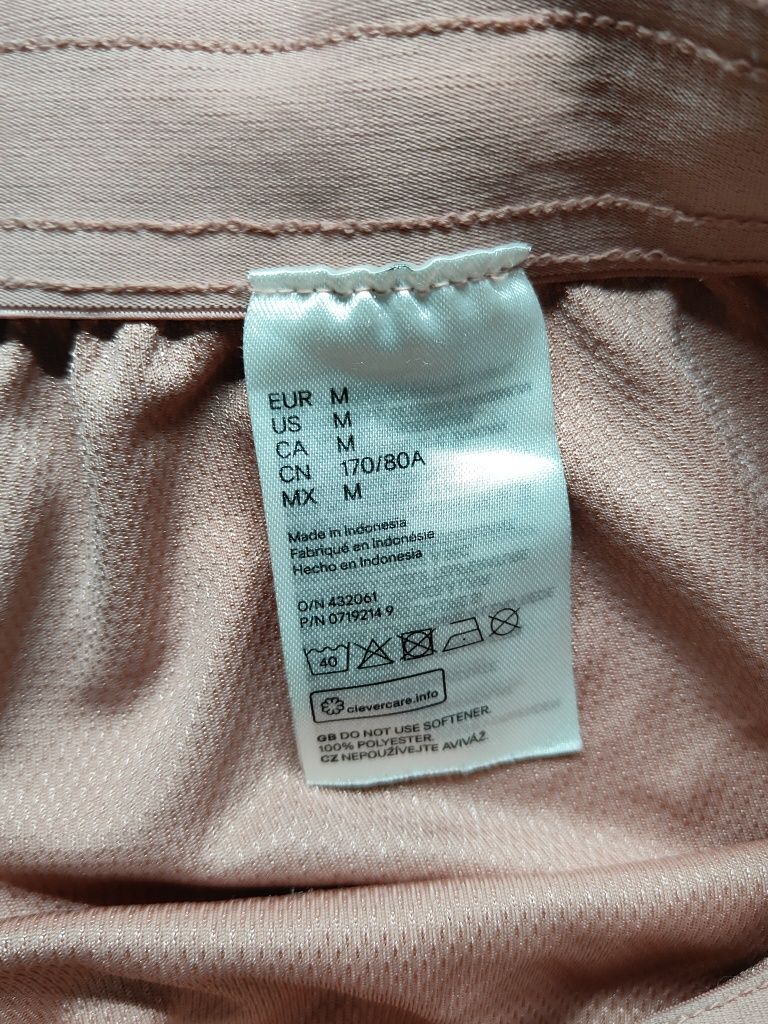 EUR M
US M
CA M
CN 170/80A
MX M
Made in Indonesia
Fabriqué en Indonésie
Hecho en Indonesia
O/N 432061
P/N 0719214 9
40
clevercare.info
GB DO NOT USE SOFTENER.
100% POLYESTER.
CZ NEPOUŽÍVEJTE AVIVÁŽ